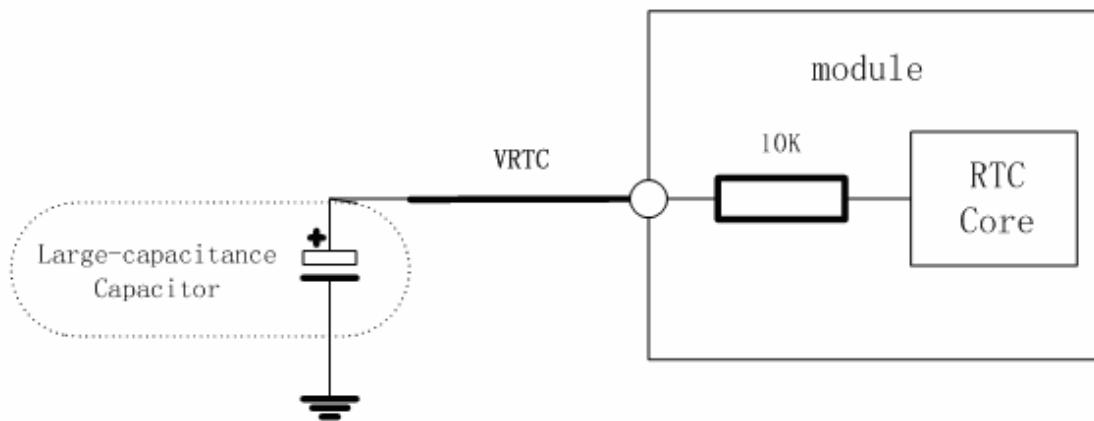 module
10K
VRTC
RTC
Core
+
Large-capacitance
Capacitor